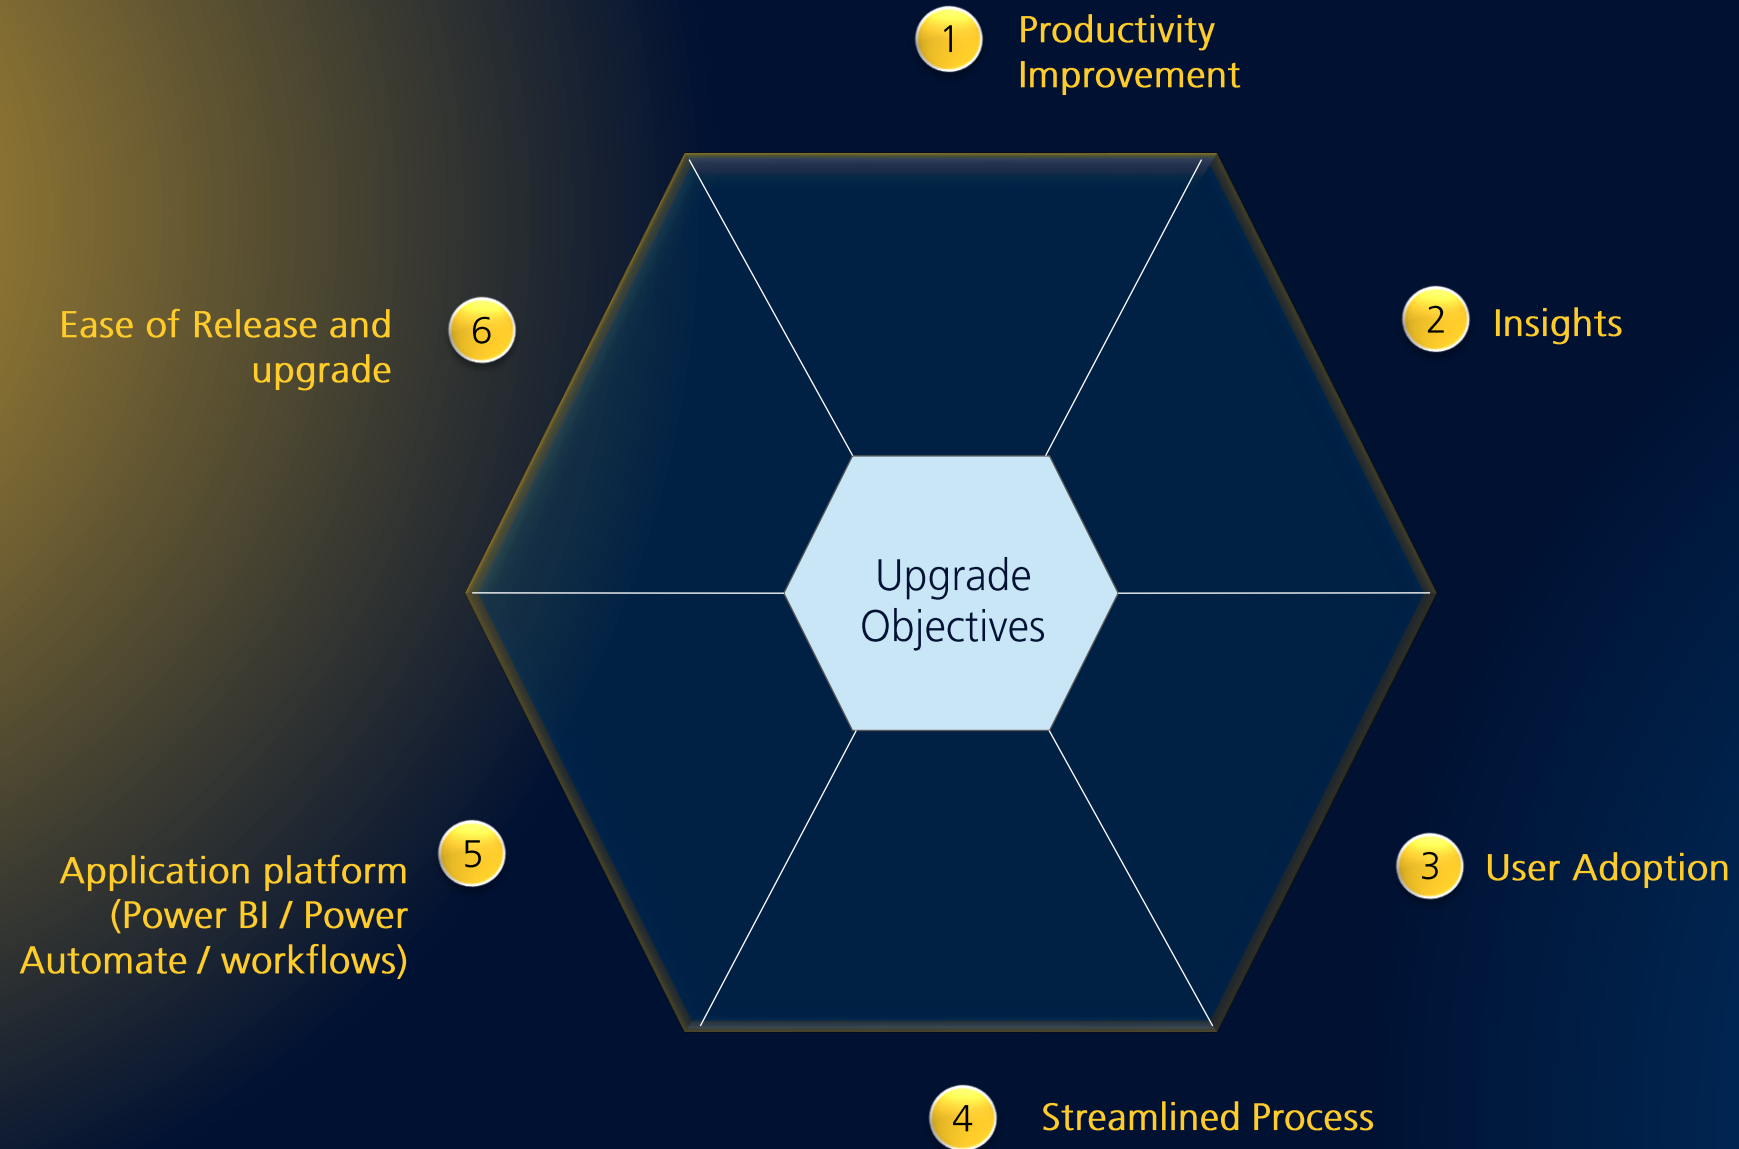 1
Productivity
Improvement
2
Insights
3
User Adoption
4
Streamlined Process
5
Application platform
(Power BI / Power
Automate / workflows)
6
Ease of Release and
upgrade
Upgrade
Objectives